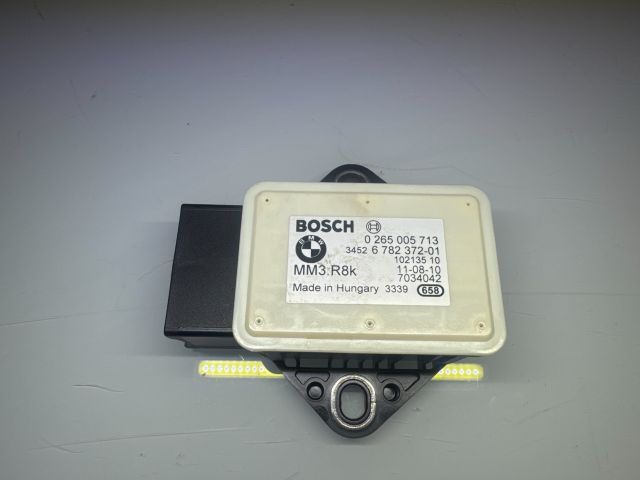 BOSCH
BMW
0 265 005 713
3452 6 782 372-01
102135 10
MM3.R8k 11-08-10
7034042
Made in Hungary 3339 658